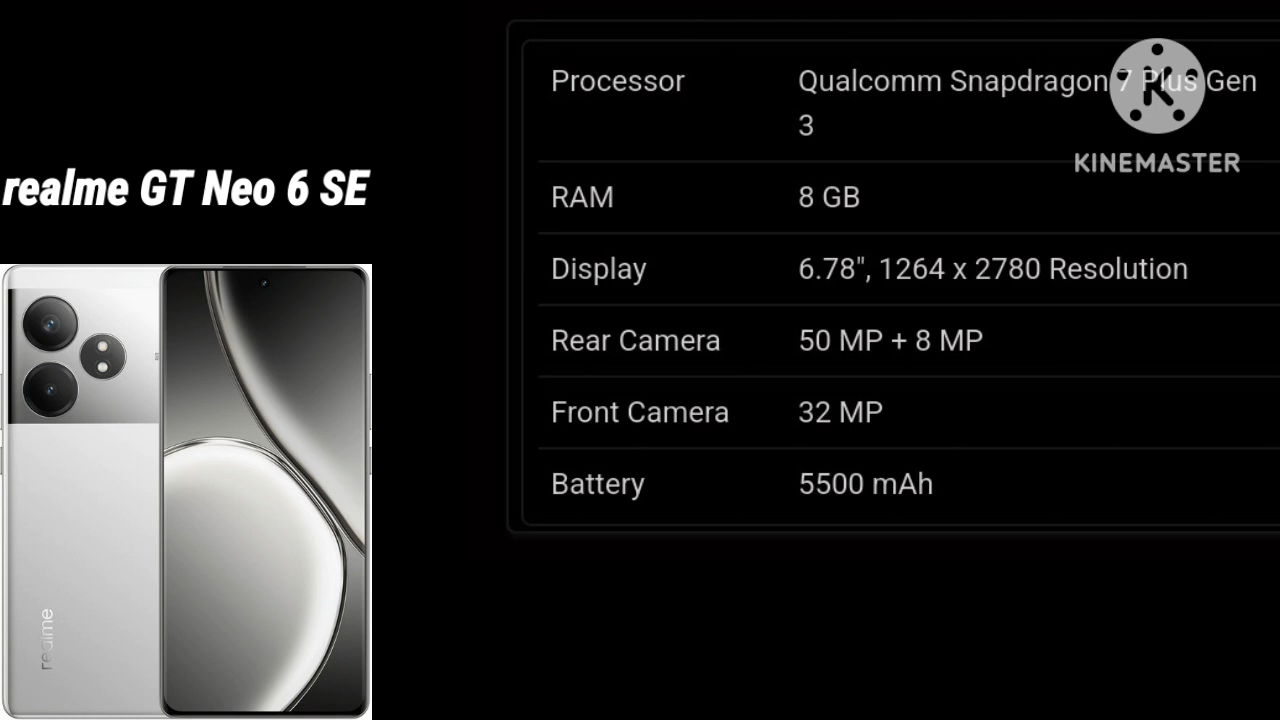 realme GT Neo 6 SE
realme
Processor Qualcomm Snapdragon 7 Plus Gen
3
KINEMASTER
RAM 8 GB
Display 6.78", 1264 x 2780 Resolution
Rear Camera 50 MP + 8 MP
Front Camera 32 MP
Battery 5500 mAh